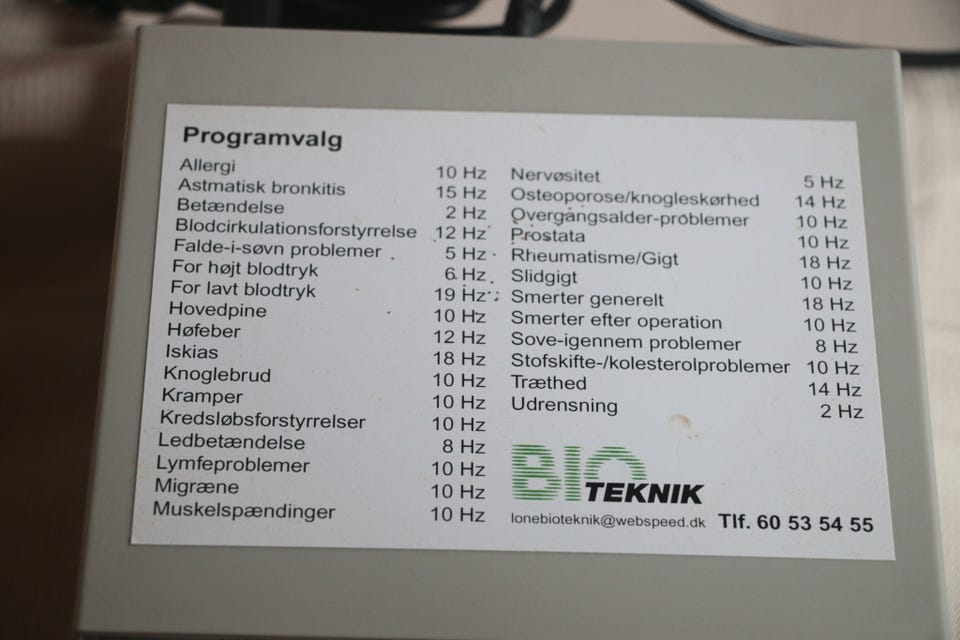 Programvalg
Allergi 10 Hz
Astmatisk bronkitis 15 Hz
Betændelse 2 Hz
Blodcirkulationsforstyrrelse 12 Hz
Falde-i-søvn problemer 5 Hz
For højt blodtryk 6 Hz
For lavt blodtryk 19 Hz
Hovedpine 10 Hz
Høfeber 12 Hz
Iskias 18 Hz
Knoglebrud 10 Hz
Kramper 10 Hz
Kredsløbsforstyrrelser 10 Hz
Ledbetændelse 8 Hz
Lymfeproblemer 10 Hz
Migræne 10 Hz
Muskelspændinger 10 Hz
Nervøsitet 5 Hz
Osteoporose/knogleskørhed 14 Hz
Overgangsalder-problemer 10 Hz
Prostata 10 Hz
Rheumatisme/Gigt 18 Hz
Slidgigt 10 Hz
Smerter generelt 18 Hz
Smerter efter operation 10 Hz
Sove-igennem problemer 8 Hz
Stofskifte-/kolesterolproblemer 10 Hz
Træthed 14 Hz
Udrensning 2 Hz
BIO TEKNIK
lonebioteknik@webspeed.dk Tlf. 60 53 54 55